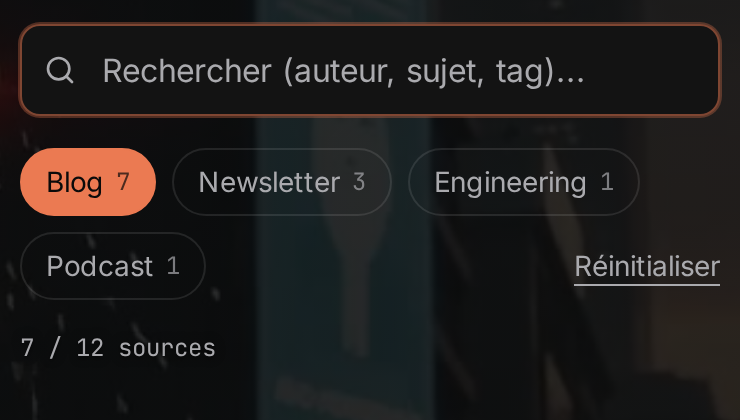 Rechercher (auteur, sujet, tag)...
Blog 7 Newsletter 3 Engineering 1
Podcast 1 Réinitialiser
7 / 12 sources